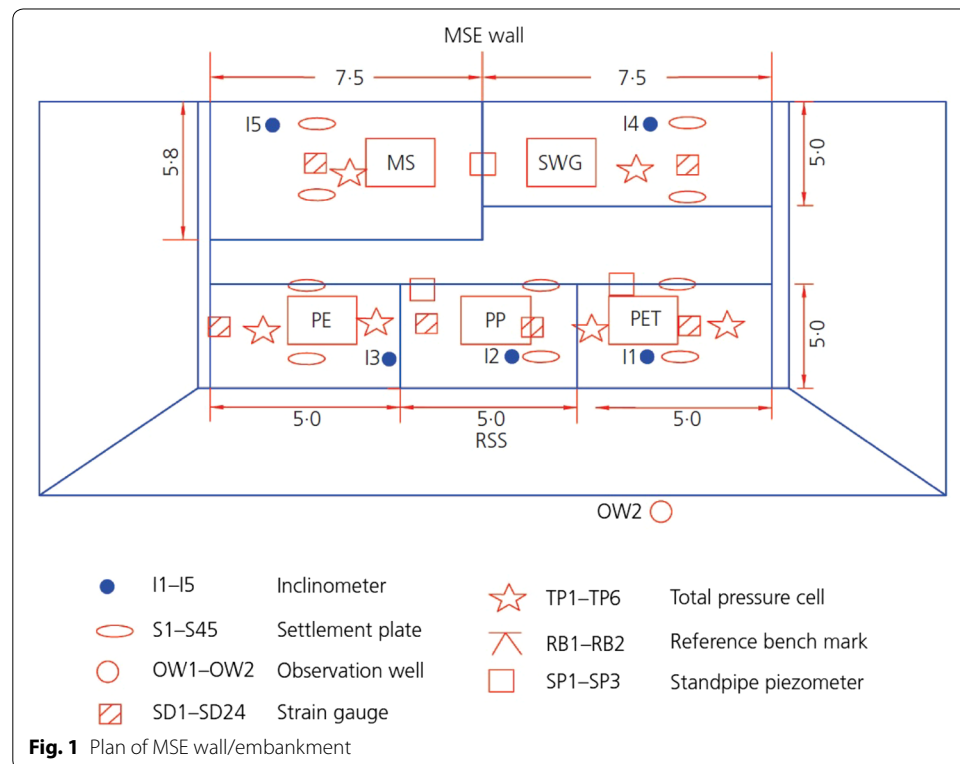 MSE wall
7·5 7·5
I5 I4
MS SWG
5·8 5·0
PE PP PET
I3 I2 I1
5·0
5·0 5·0 5·0
RSS
OW2
I1–I5 Inclinometer
S1–S45 Settlement plate
OW1–OW2 Observation well
SD1–SD24 Strain gauge
TP1–TP6 Total pressure cell
RB1–RB2 Reference bench mark
SP1–SP3 Standpipe piezometer
Fig. 1 Plan of MSE wall/embankment